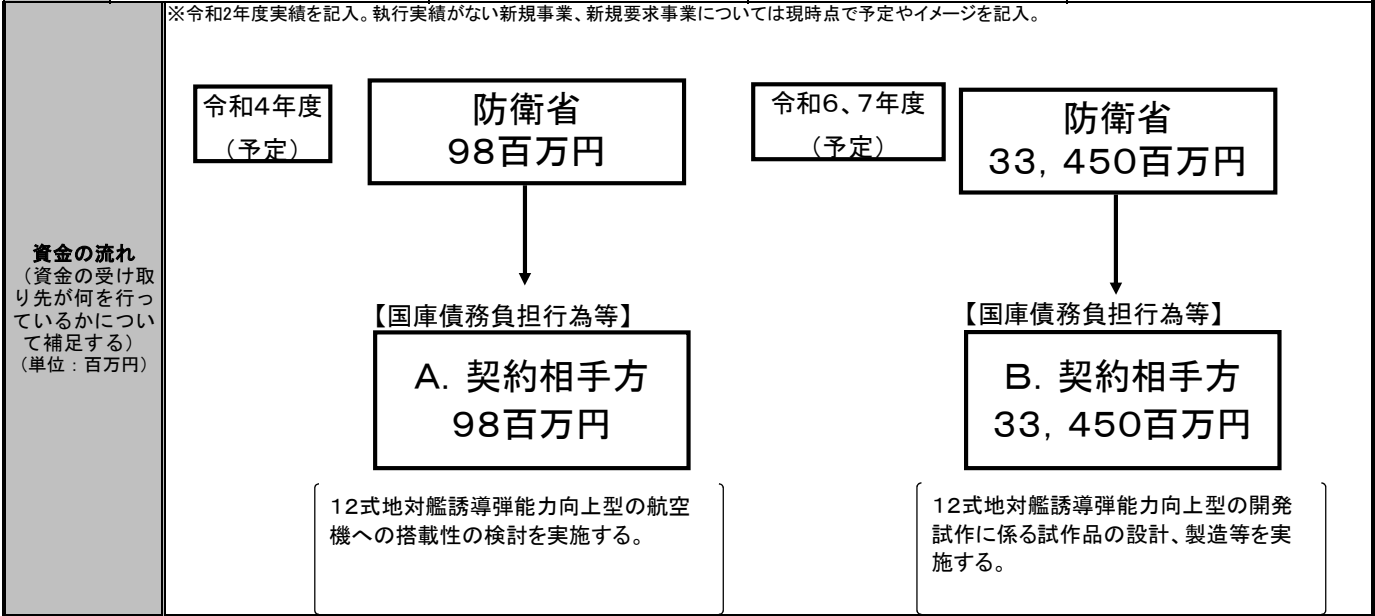 ※令和2年度実績を記入。執行実績がない新規事業、新規要求事業については現時点で予定やイメージを記入。
資金の流れ
（資金の受け取
り先が何を行っ
ているかについ
て補足する）
（単位：百万円）
令和4年度
（予定）
防衛省
98百万円
【国庫債務負担行為等】
A．契約相手方
98百万円
12式地対艦誘導弾能力向上型の航空
機への搭載性の検討を実施する。
令和6、7年度
（予定）
防衛省
33，450百万円
【国庫債務負担行為等】
B．契約相手方
33，450百万円
12式地対艦誘導弾能力向上型の開発
試作に係る試作品の設計、製造等を実
施する。